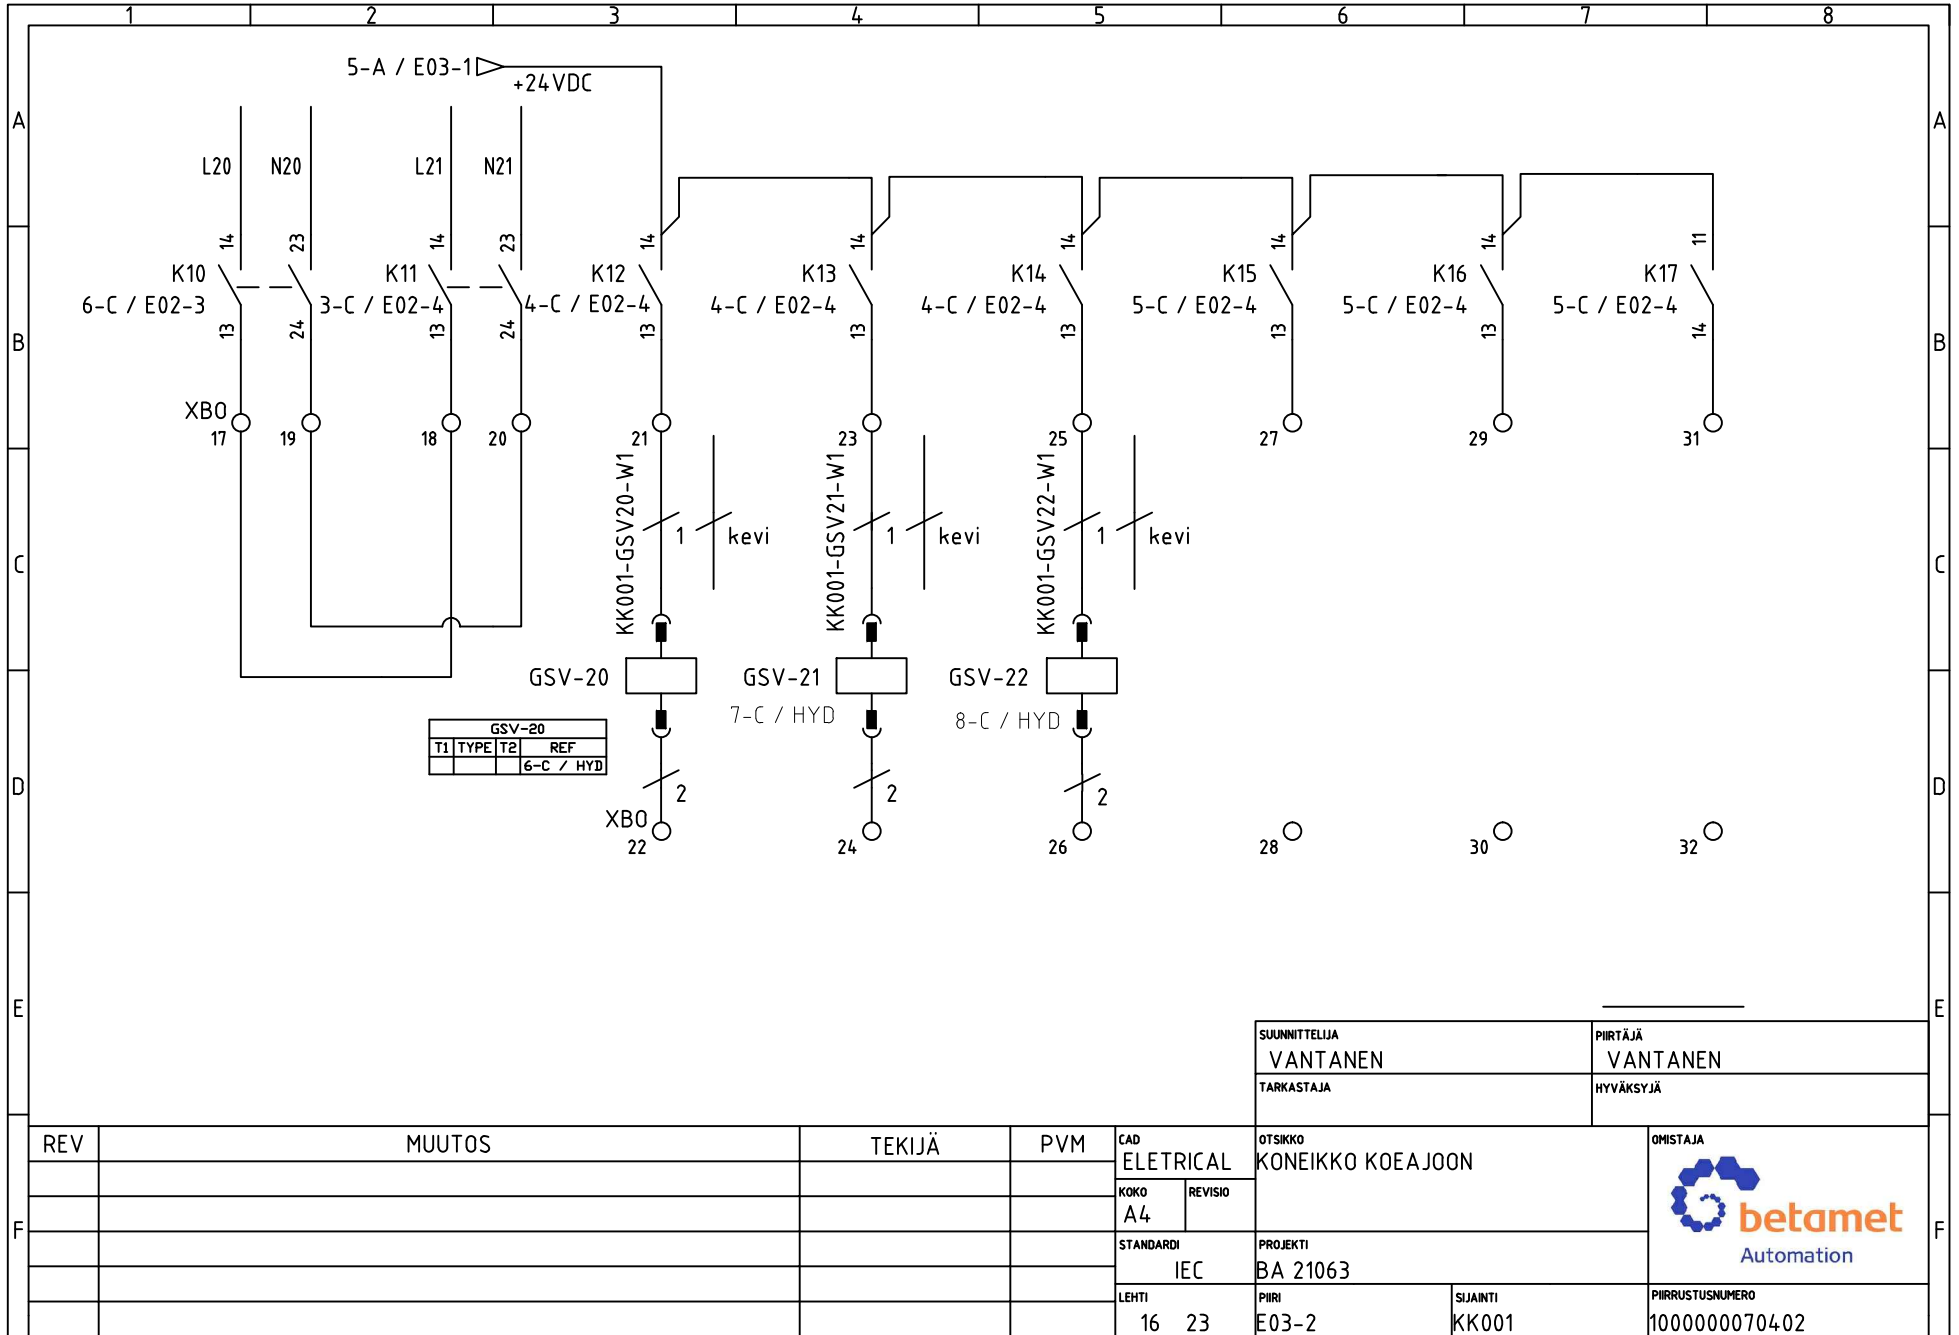 1 2 3 4 5 6 7 8
5-A / E03-1
+24VDC
A A
L20 N20 L21 N21
14 23 14 23 14 14 14 14 14 11
K10 K11 K12 K13 K14 K15 K16 K17
6-C / E02-3 3-C / E02-4 4-C / E02-4 4-C / E02-4 4-C / E02-4 5-C / E02-4 5-C / E02-4 5-C / E02-4
13 24 13 24 13 13 13 13 13 14
B B
XB0
17 19 18 20 21 23 25 27 29 31
KK001-GSV20-W1 KK001-GSV21-W1 KK001-GSV22-W1
1 kevi 1 kevi 1 kevi
C C
GSV-20 GSV-21 GSV-22
7-C / HYD 8-C / HYD
GSV-20
T1 TYPE T2 REF
6-C / HYD
D D
2 2 2
XB0
22 24 26 28 30 32
E E
SUUNNITTELIJA PIIRTÄJÄ
VANTANEN VANTANEN
TARKASTAJA HYVÄKSYJÄ
REV MUUTOS TEKIJÄ PVM
CAD OTSIKKO OMISTAJA
ELETRICAL KONEIKKO KOEAJOON
KOKO REVISIO
A4
betamet
Automation
F F
STANDARDI PROJEKTI
IEC BA 21063
LEHTI PIIRI SIJAINTI PIIRRUSTUSNUMERO
16 23 E03-2 KK001 1000000070402